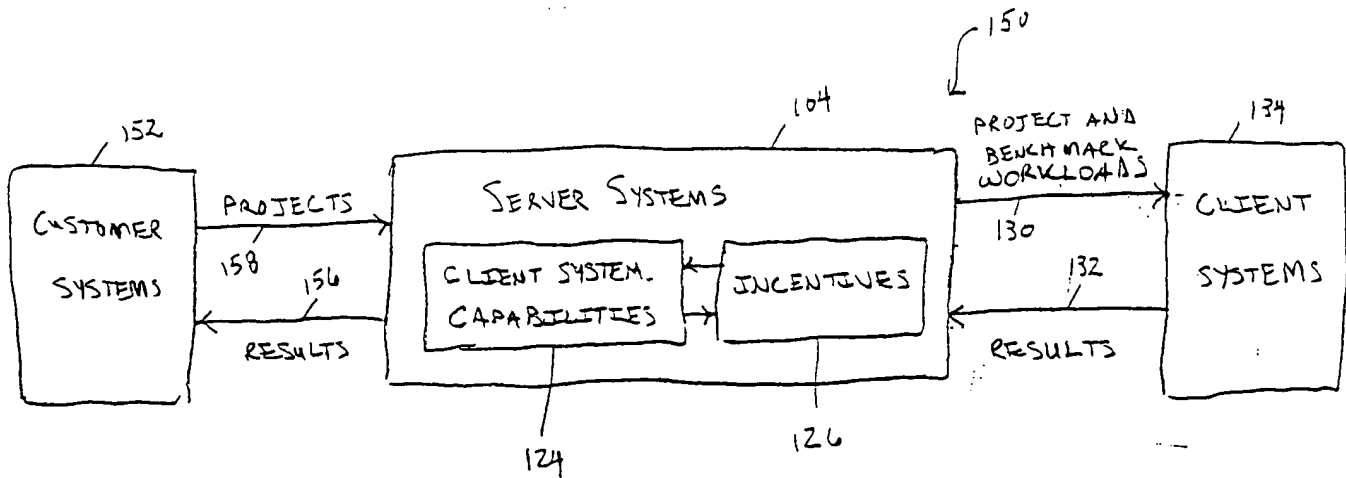 150
152
104
PROJECT AND
BENCHMARK
WORKLOADS
134
CUSTOMER
SYSTEMS
PROJECTS
158
156
RESULTS
SERVER SYSTEMS
CLIENT SYSTEM
CAPABILITIES
INCENTIVES
130
132
RESULTS
CLIENT
SYSTEMS
124
126